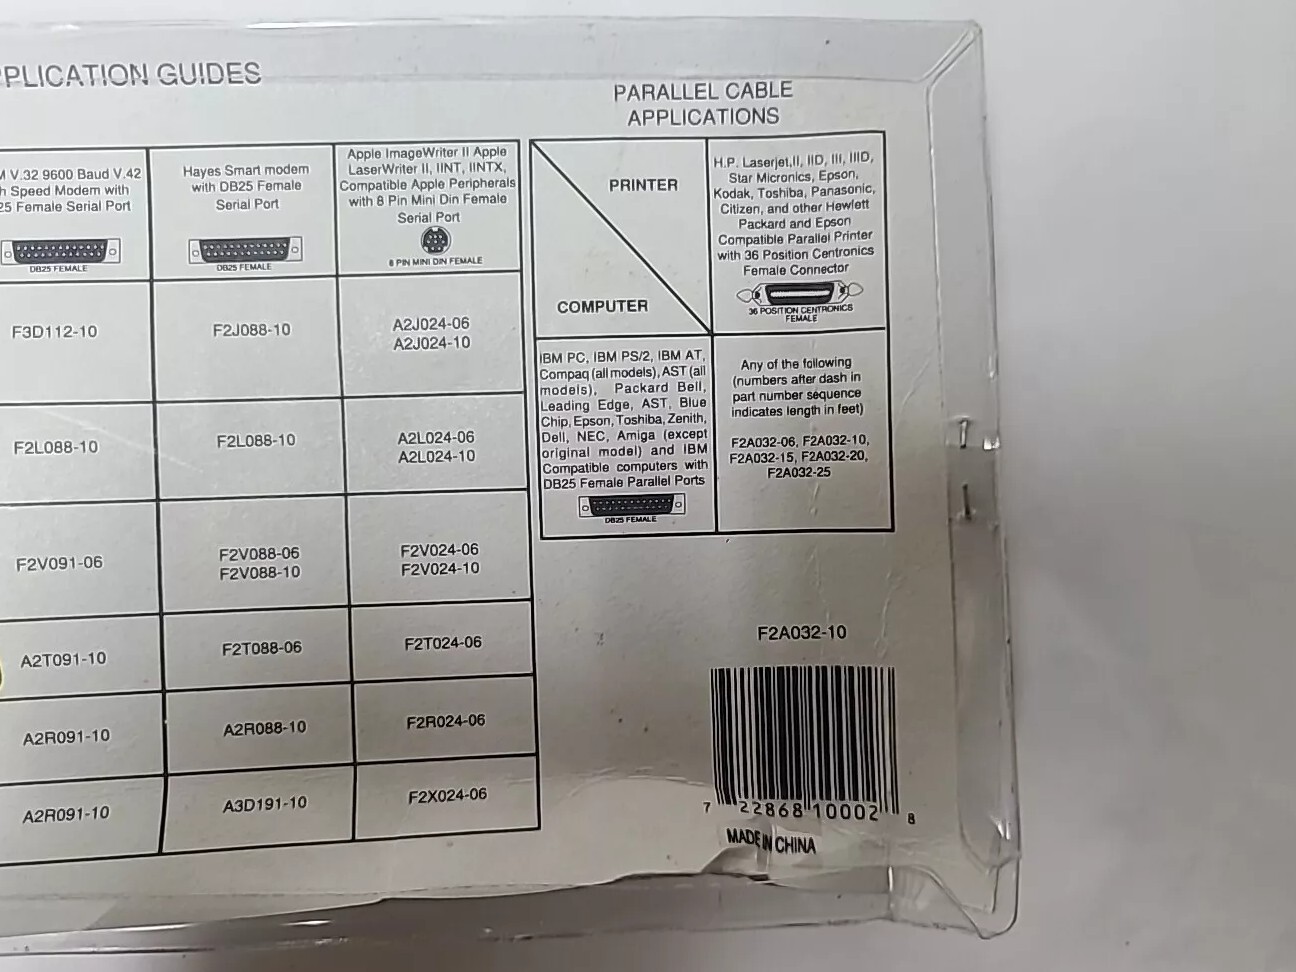 PPLICATION GUIDES
M V.32 9600 Baud V.42
h Speed Modem with
25 Female Serial Port
DB25 FEMALE
Hayes Smart modem
with DB25 Female
Serial Port
DB25 FEMALE
Apple ImageWriter II Apple
LaserWriter II, IINT, IINTX,
Compatible Apple Peripherals
with 8 Pin Mini Din Female
Serial Port
8 PIN MINI DIN FEMALE
F3D112-10
F2J088-10
A2J024-06
A2J024-10
F2L088-10
F2L088-10
A2L024-06
A2L024-10
F2V091-06
F2V088-06
F2V088-10
F2V024-06
F2V024-10
A2T091-10
F2T088-06
F2T024-06
A2R091-10
A2R088-10
F2R024-06
A2R091-10
A3D191-10
F2X024-06
PARALLEL CABLE
APPLICATIONS
PRINTER
COMPUTER
H.P. Laserjet,II, IID, III, IIID,
Star Micronics, Epson,
Kodak, Toshiba, Panasonic,
Citizen, and other Hewlett
Packard and Epson
Compatible Parallel Printer
with 36 Position Centronics
Female Connector
36 POSITION CENTRONICS
FEMALE
IBM PC, IBM PS/2, IBM AT,
Compaq (all models), AST (all
models), Packard Bell,
Leading Edge, AST, Blue
Chip, Epson, Toshiba, Zenith,
Dell, NEC, Amiga (except
original model) and IBM
Compatible computers with
DB25 Female Parallel Ports
DB25 FEMALE
Any of the following
(numbers after dash in
part number sequence
indicates length in feet)
F2A032-06, F2A032-10,
F2A032-15, F2A032-20,
F2A032-25
F2A032-10
7 22868 10002 8
MADE IN CHINA